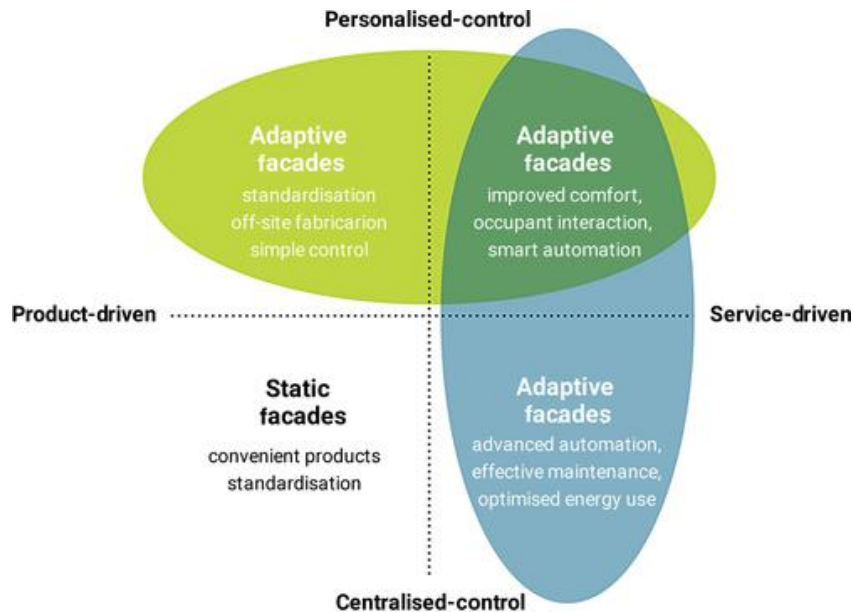 Personalised-control
Adaptive
facades
standardisation
off-site fabricarion
simple control
Adaptive
facades
improved comfort,
occupant interaction,
smart automation
Product-driven
Service-driven
Static
facades
convenient products
standardisation
Adaptive
facades
advanced automation,
effective maintenance,
optimised energy use
Centralised-control